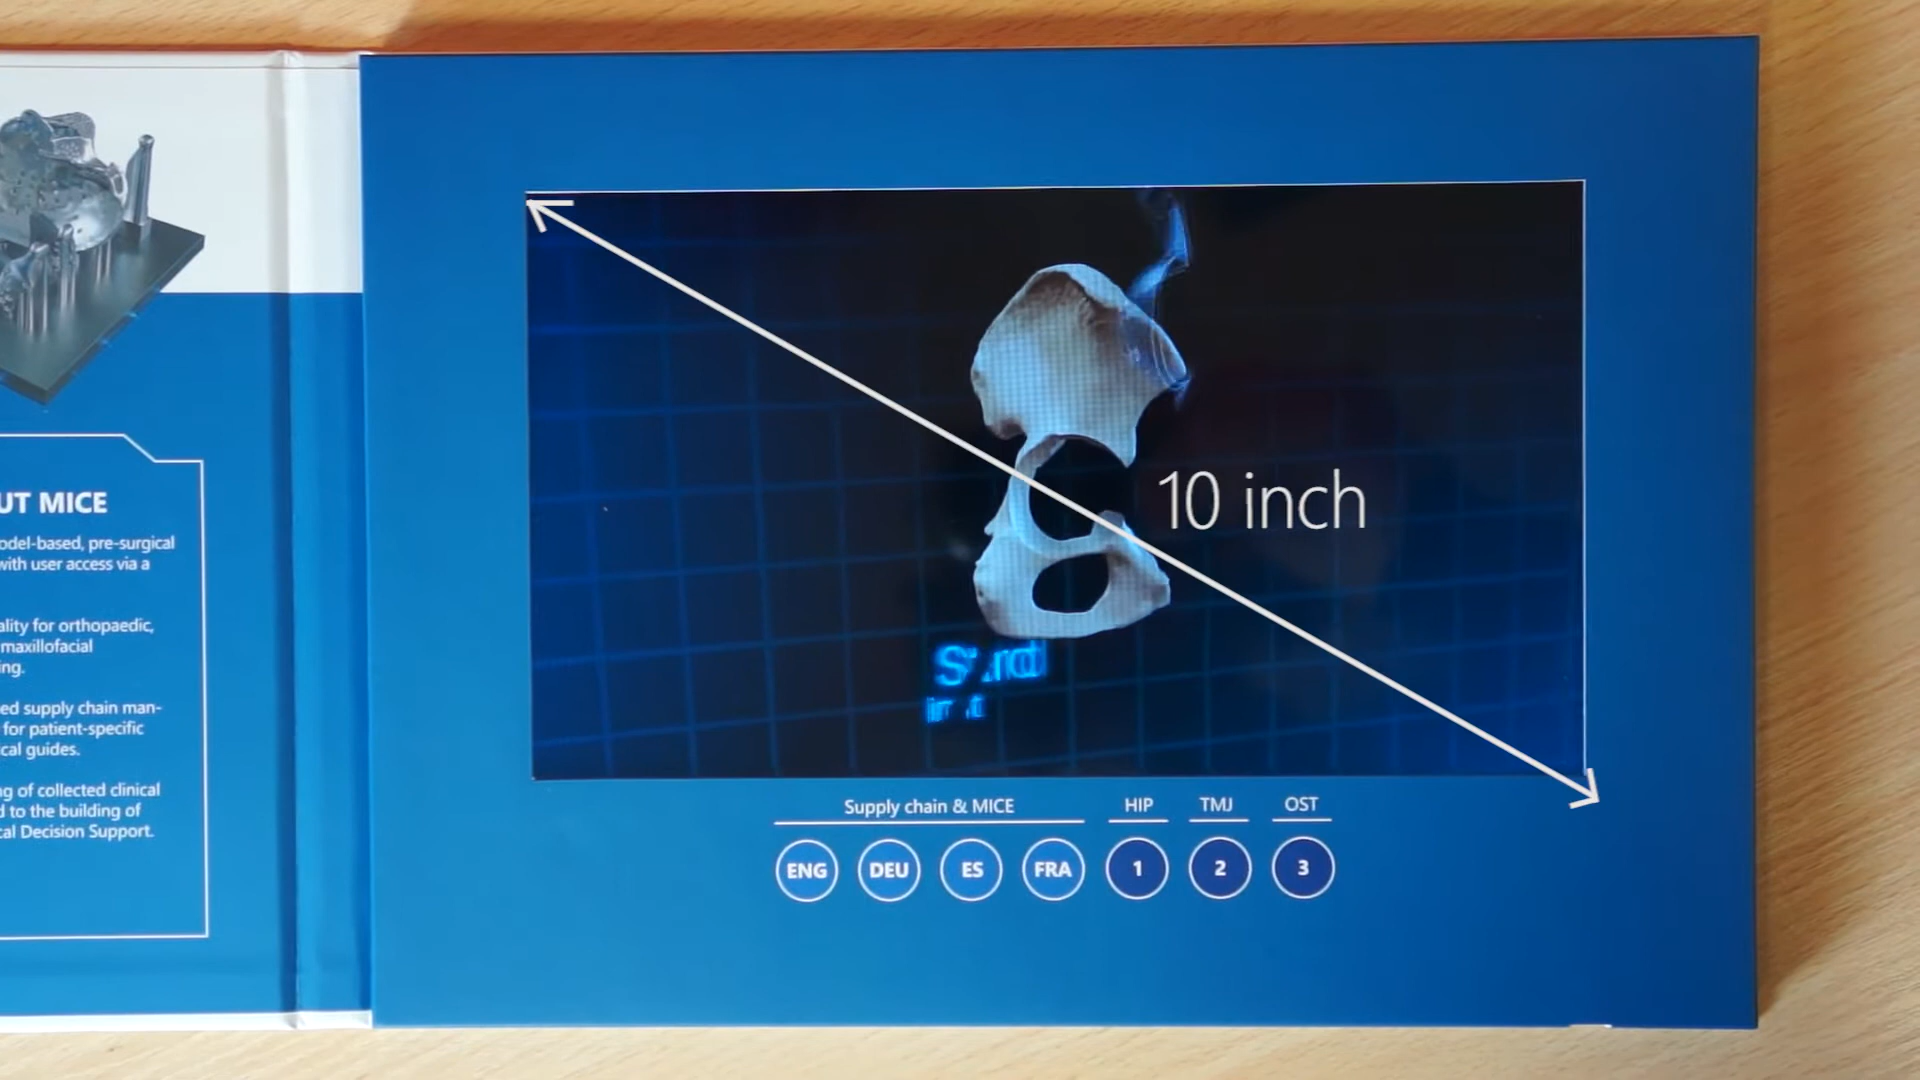 UT MICE
odel-based, pre-surgical
with user access via a
ality for orthopaedic,
maxillofacial
ing.
ed supply chain man-
for patient-specific
cal guides.
ng of collected clinical
d to the building of
cal Decision Support.
10 inch
Supply chain & MICE HIP TMJ OST
ENG DEU ES FRA 1 2 3